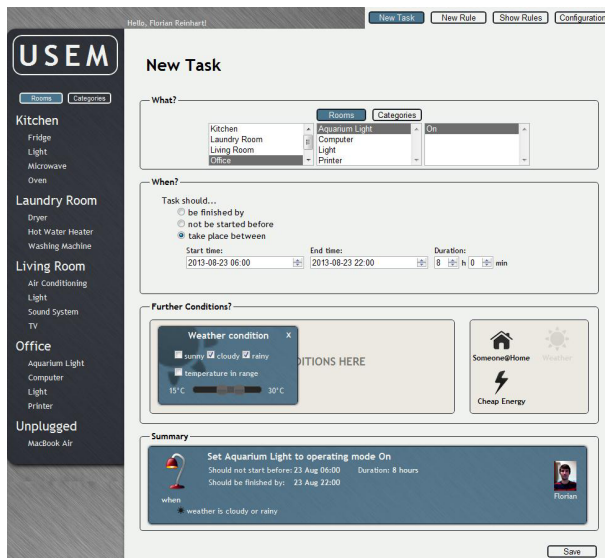 Hello, Florian Reinhart!
New Task
New Rule
Show Rules
Configuration
USEM
Rooms
Categories
Kitchen
Fridge
Light
Microwave
Oven
Laundry Room
Dryer
Hot Water Heater
Washing Machine
Living Room
Air Conditioning
Light
Sound System
TV
Office
Aquarium Light
Computer
Light
Printer
Unplugged
MacBook Air
New Task
What?
Rooms
Categories
Kitchen
Laundry Room
Living Room
Office
Aquarium Light
Computer
Light
Printer
On
When?
Task should...
be finished by
not be started before
take place between
Start time:
End time:
Duration:
2013-08-23 06:00
2013-08-23 22:00
8 h 0 min
Further Conditions?
Weather condition X
sunny cloudy rainy
temperature in range
15°C 30°C
DITIONS HERE
Someone@Home
Weather
Cheap Energy
Summary
Set Aquarium Light to operating mode On
Should not start before: 23 Aug 06:00 Duration: 8 hours
Should be finished by: 23 Aug 22:00
Florian
when
weather is cloudy or rainy
Save